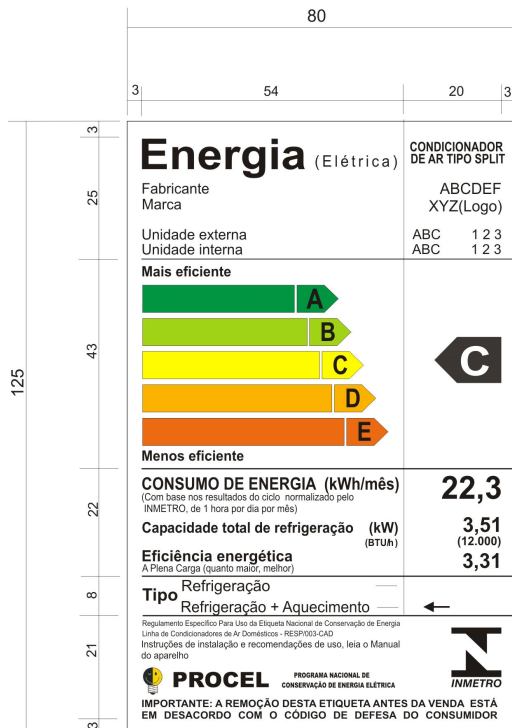 80
3 54 20 3
Energia (Elétrica)
CONDICIONADOR
DE AR TIPO SPLIT
3
Fabricante ABCDEF
Marca XYZ(Logo)
25
Unidade externa ABC 1 2 3
Unidade interna ABC 1 2 3
Mais eficiente
A
B
C
C
43
D
E
125
Menos eficiente
CONSUMO DE ENERGIA (kWh/mês) 22,3
(Com base nos resultados do ciclo normalizado pelo
INMETRO, de 1 hora por dia por mês)
22
Capacidade total de refrigeração (kW) 3,51
(BTU/h) (12.000)
Eficiência energética 3,31
A Plena Carga (quanto maior, melhor)
8
Tipo
Refrigeração
Refrigeração + Aquecimento
Regulamento Específico Para Uso da Etiqueta Nacional de Conservação de Energia
Linha de Condicionadores de Ar Domésticos - RESP/003-CAD
Instruções de instalação e recomendações de uso, leia o Manual
do aparelho
21
PROCEL
PROGRAMA NACIONAL DE
CONSERVAÇÃO DE ENERGIA ELÉTRICA
INMETRO
IMPORTANTE: A REMOÇÃO DESTA ETIQUETA ANTES DA VENDA ESTÁ
EM DESACORDO COM O CÓDIGO DE DEFESA DO CONSUMIDOR
3